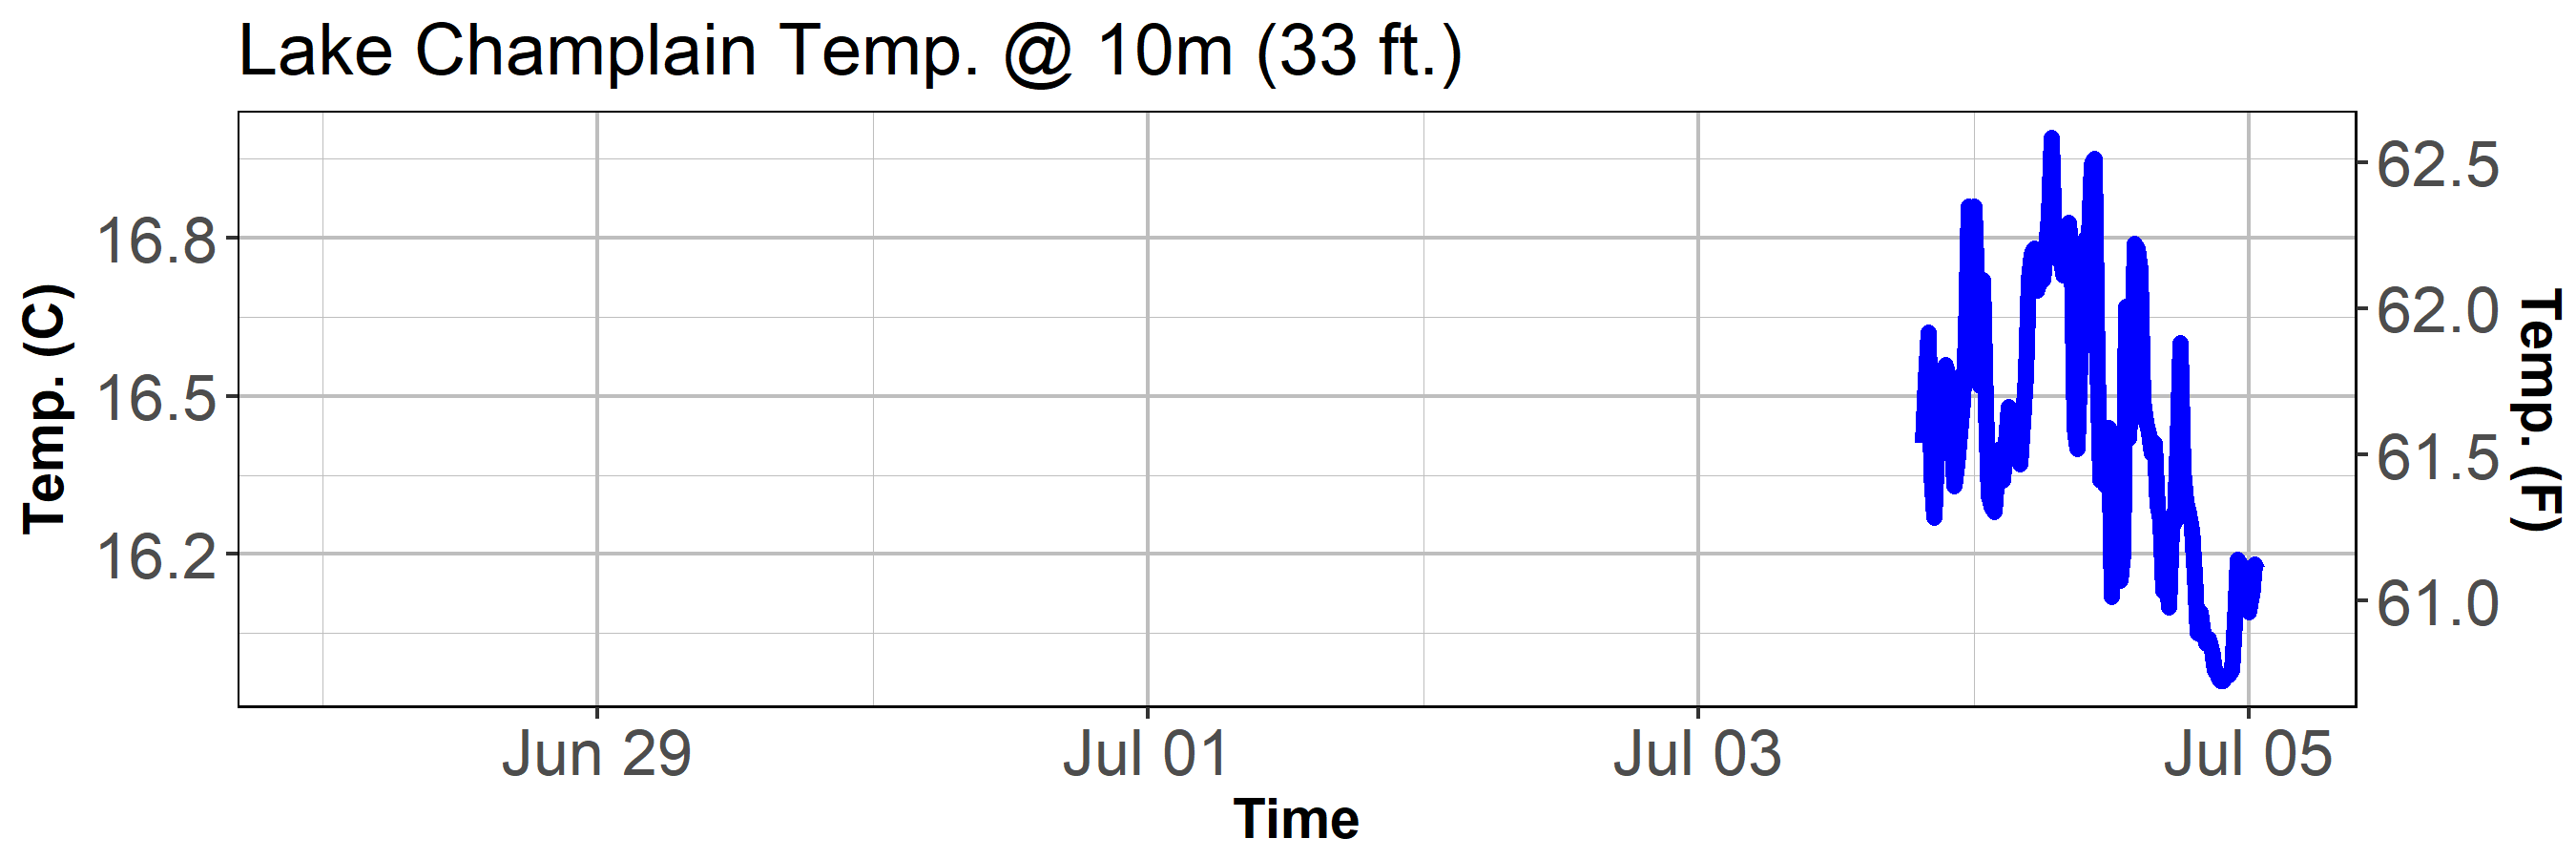 Lake Champlain Temp. @ 10m (33 ft.)
Temp. (C)
16.8
16.5
16.2
62.5
62.0
61.5
61.0
Temp. (F)
Jun 29 Jul 01 Jul 03 Jul 05
Time